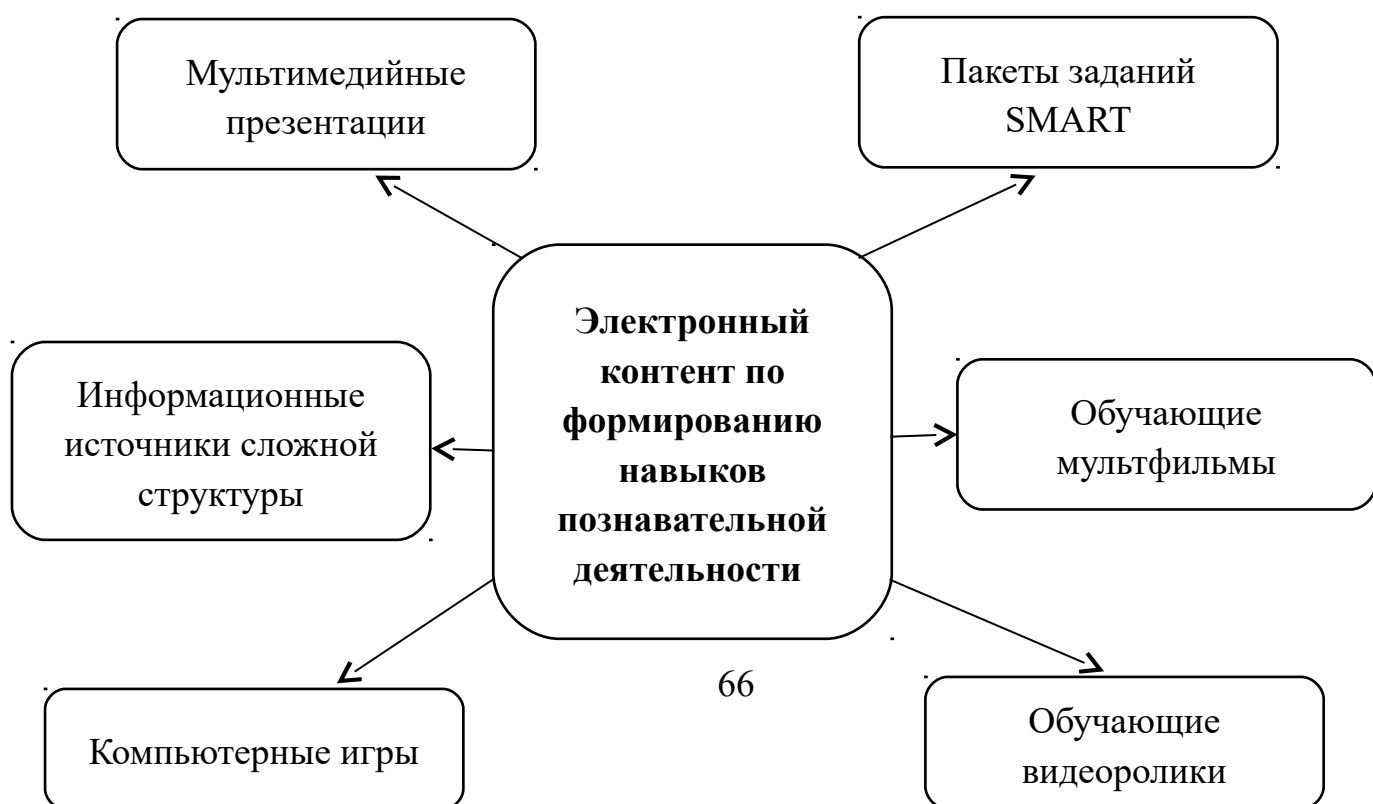 Мультимедийные
презентации
Пакеты заданий
SMART
Электронный
контент по
формированию
навыков
познавательной
деятельности
Информационные
источники сложной
структуры
Обучающие
мультфильмы
66
Компьютерные игры
Обучающие
видеоролики